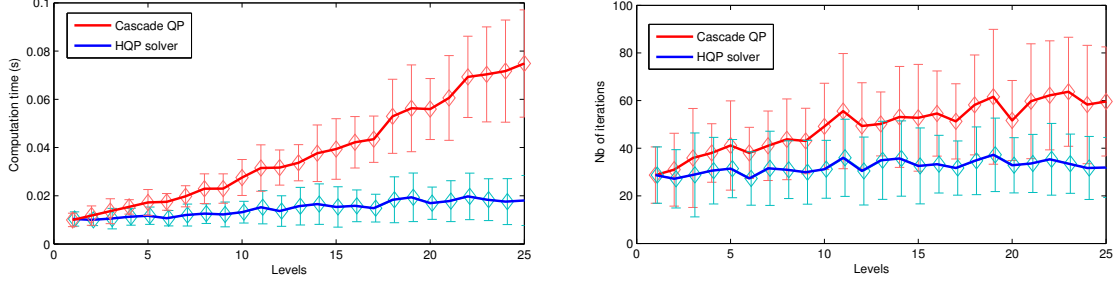 0.1
0.08
0.06
0.04
0.02
0
Computation time (s)
Cascade QP
HQP solver
0 5 10 15 20 25
Levels
100
80
60
40
20
0
Nb of iterations
Cascade QP
HQP solver
0 5 10 15 20 25
Levels